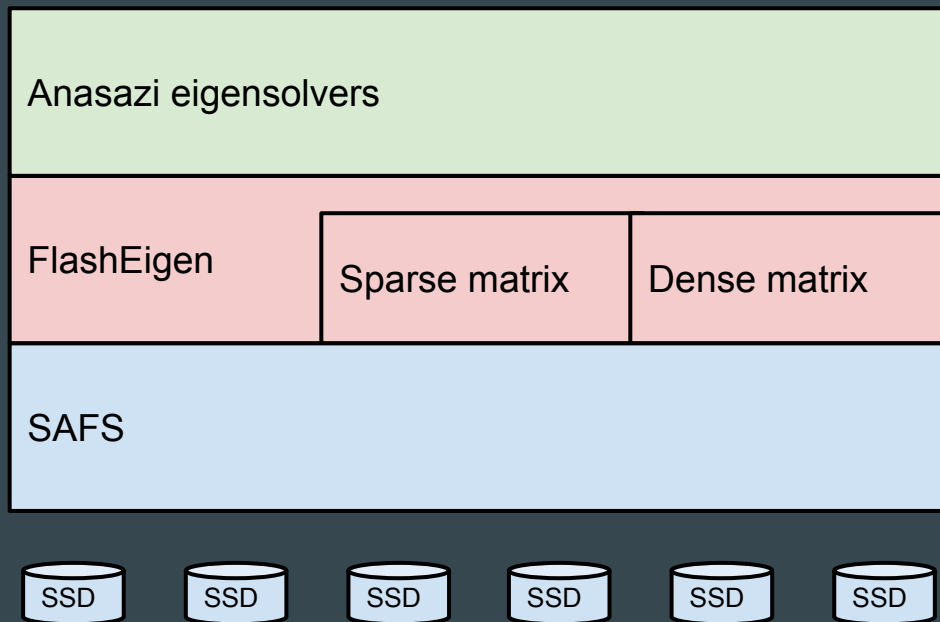 Anasazi eigensolvers
FlashEigen
Sparse matrix
Dense matrix
SAFS
SSD
SSD
SSD
SSD
SSD
SSD